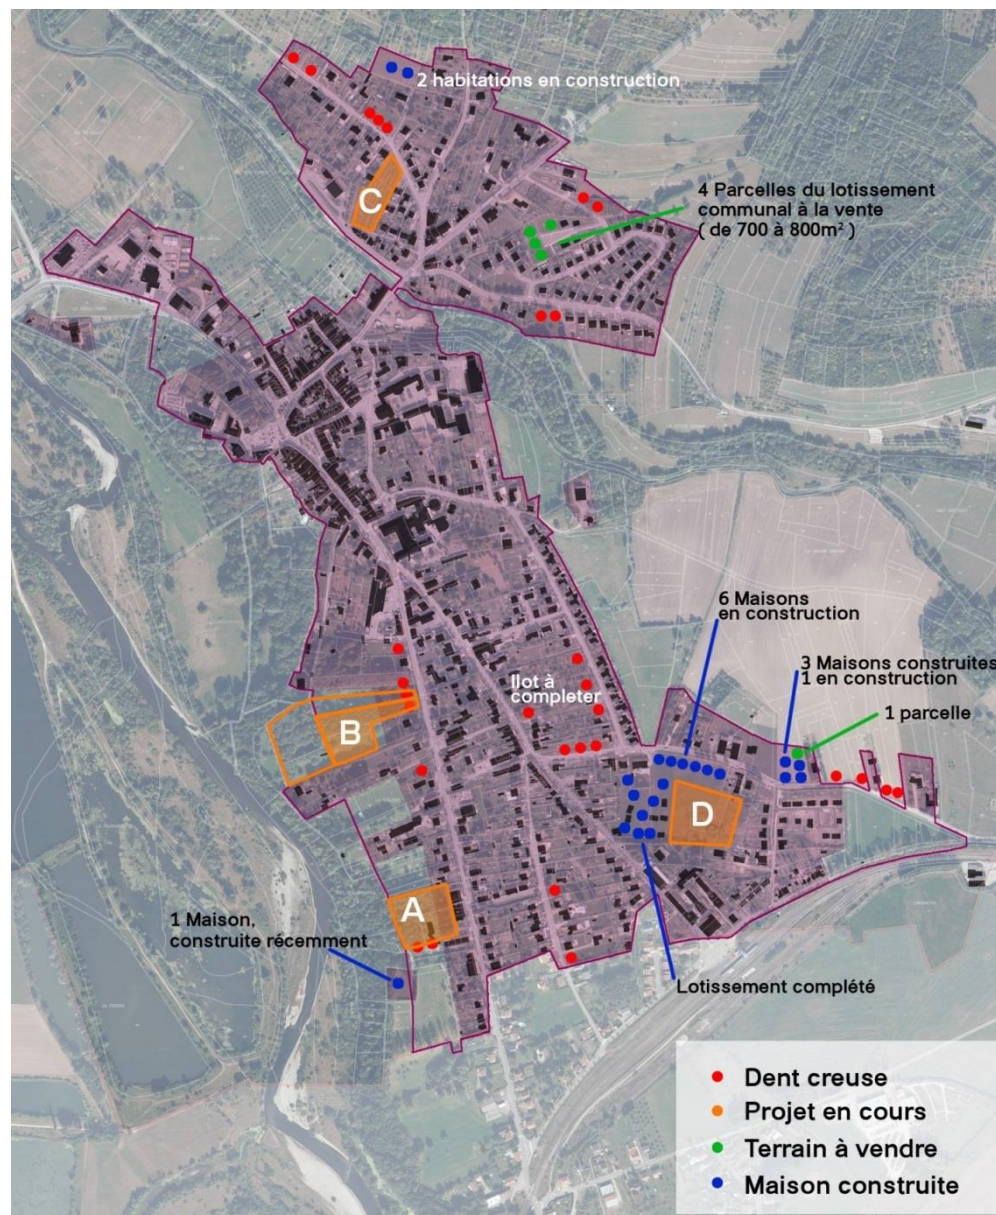 2 habitations en construction
C
4 Parcelles du lotissement
communal à la vente
( de 700 à 800m² )
6 Maisons
en construction
3 Maisons construites
1 en construction
Ilot à
completer
1 parcelle
B
D
A
1 Maison,
construite récemment
Lotissement complété
Dent creuse
Projet en cours
Terrain à vendre
Maison construite